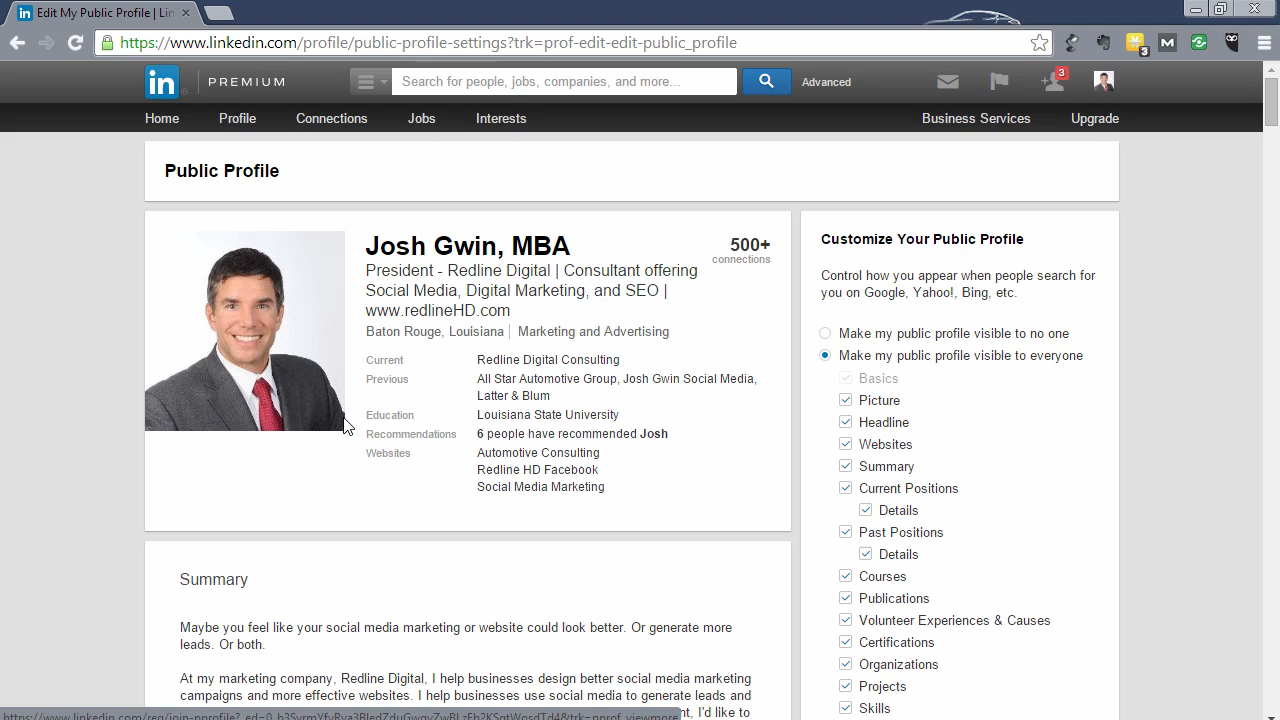 Edit My Public Profile | Lin
https://www.linkedin.com/profile/public-profile-settings?trk=prof-edit-edit-public_profile
3
M
in
PREMIUM
Search for people, jobs, companies, and more...
Advanced
3
Home
Profile
Connections
Jobs
Interests
Business Services
Upgrade
Public Profile
Josh Gwin, MBA
500+
connections
President - Redline Digital | Consultant offering
Social Media, Digital Marketing, and SEO |
www.redlineHD.com
Baton Rouge, Louisiana | Marketing and Advertising
Current Redline Digital Consulting
Previous All Star Automotive Group, Josh Gwin Social Media,
Latter & Blum
Education Louisiana State University
Recommendations 6 people have recommended Josh
Websites Automotive Consulting
Redline HD Facebook
Social Media Marketing
Summary
Maybe you feel like your social media marketing or website could look better. Or generate more
leads. Or both.
At my marketing company, Redline Digital, I help businesses design better social media marketing
campaigns and more effective websites. I help businesses use social media to generate leads and
nt, I'd like to
Customize Your Public Profile
Control how you appear when people search for
you on Google, Yahoo!, Bing, etc.
Make my public profile visible to no one
Make my public profile visible to everyone
Basics
Picture
Headline
Websites
Summary
Current Positions
Details
Past Positions
Details
Courses
Publications
Volunteer Experiences & Causes
Certifications
Organizations
Projects
Skills